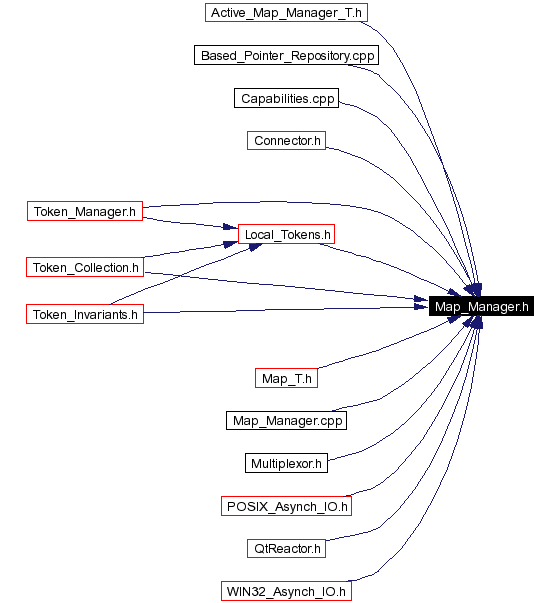 Active_Map_Manager_T.h
Based_Pointer_Repository.cpp
Capabilities.cpp
Connector.h
Token_Manager.h
Local_Tokens.h
Token_Collection.h
Map_Manager.h
Token_Invariants.h
Map_T.h
Map_Manager.cpp
Multiplexor.h
POSIX_Asynch_IO.h
QtReactor.h
WIN32_Asynch_IO.h